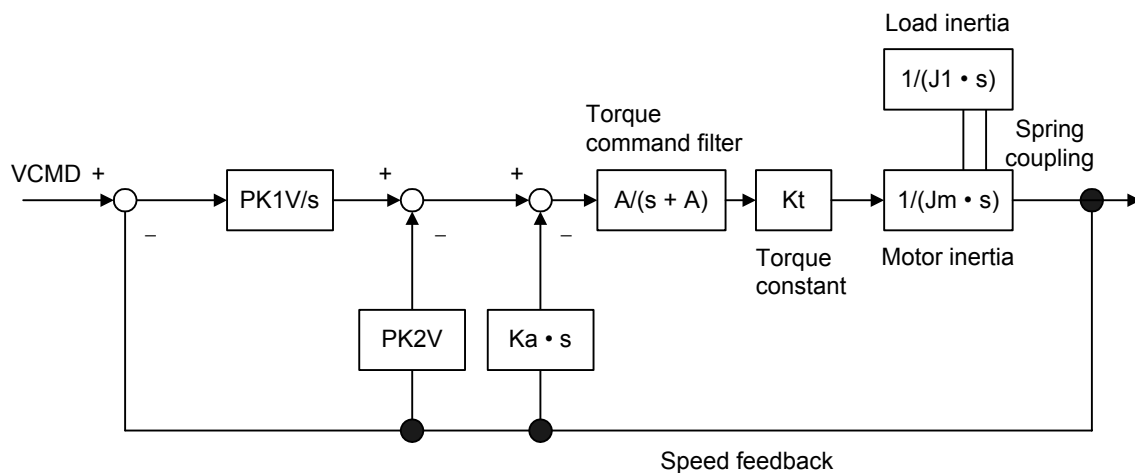 Load inertia
1/(J1 • s)
Torque
command filter
Spring
coupling
VCMD +
+
+
PK1V/s
A/(s + A)
Kt
1/(Jm • s)
–
–
–
Torque
constant
Motor inertia
PK2V
Ka • s
Speed feedback